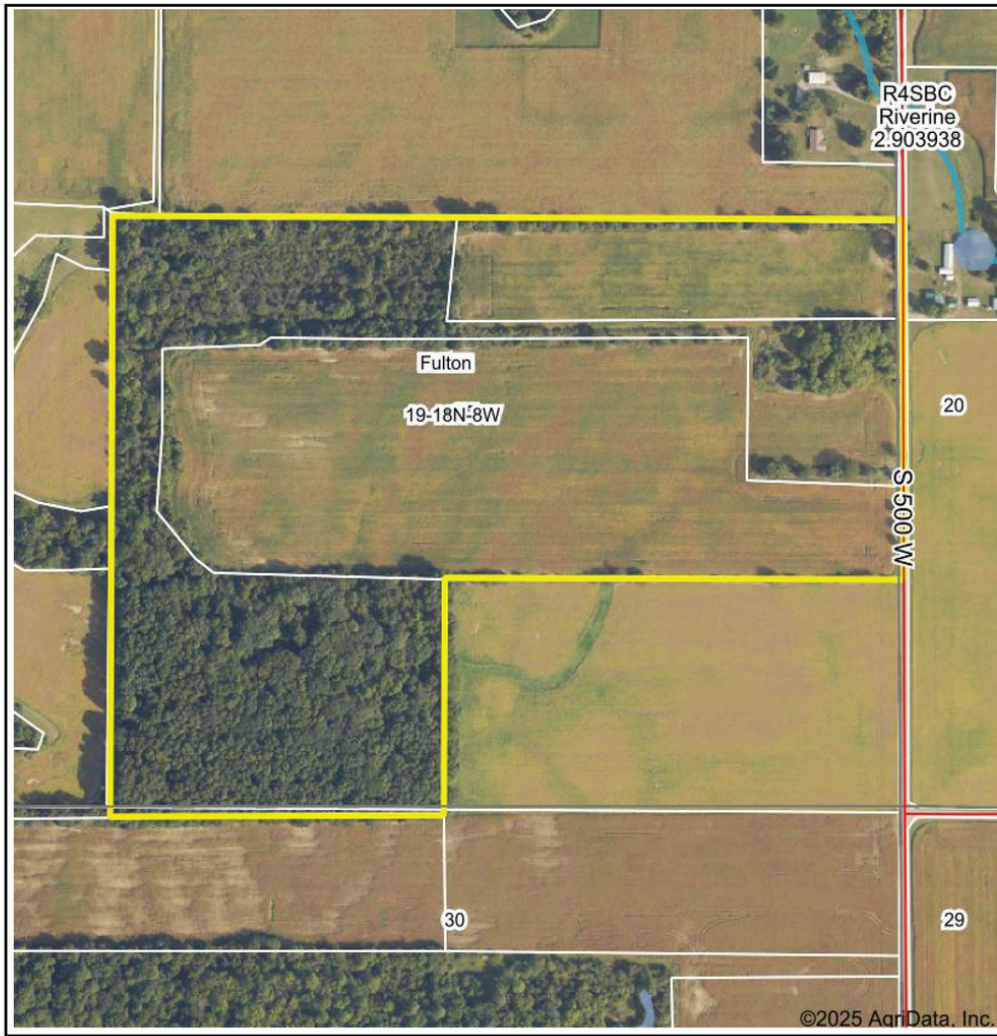 R4SBC
Riverine
2.903938
Fulton
19-18N-8W
20
S 500 W
30
29
©2025 AgriData, Inc.